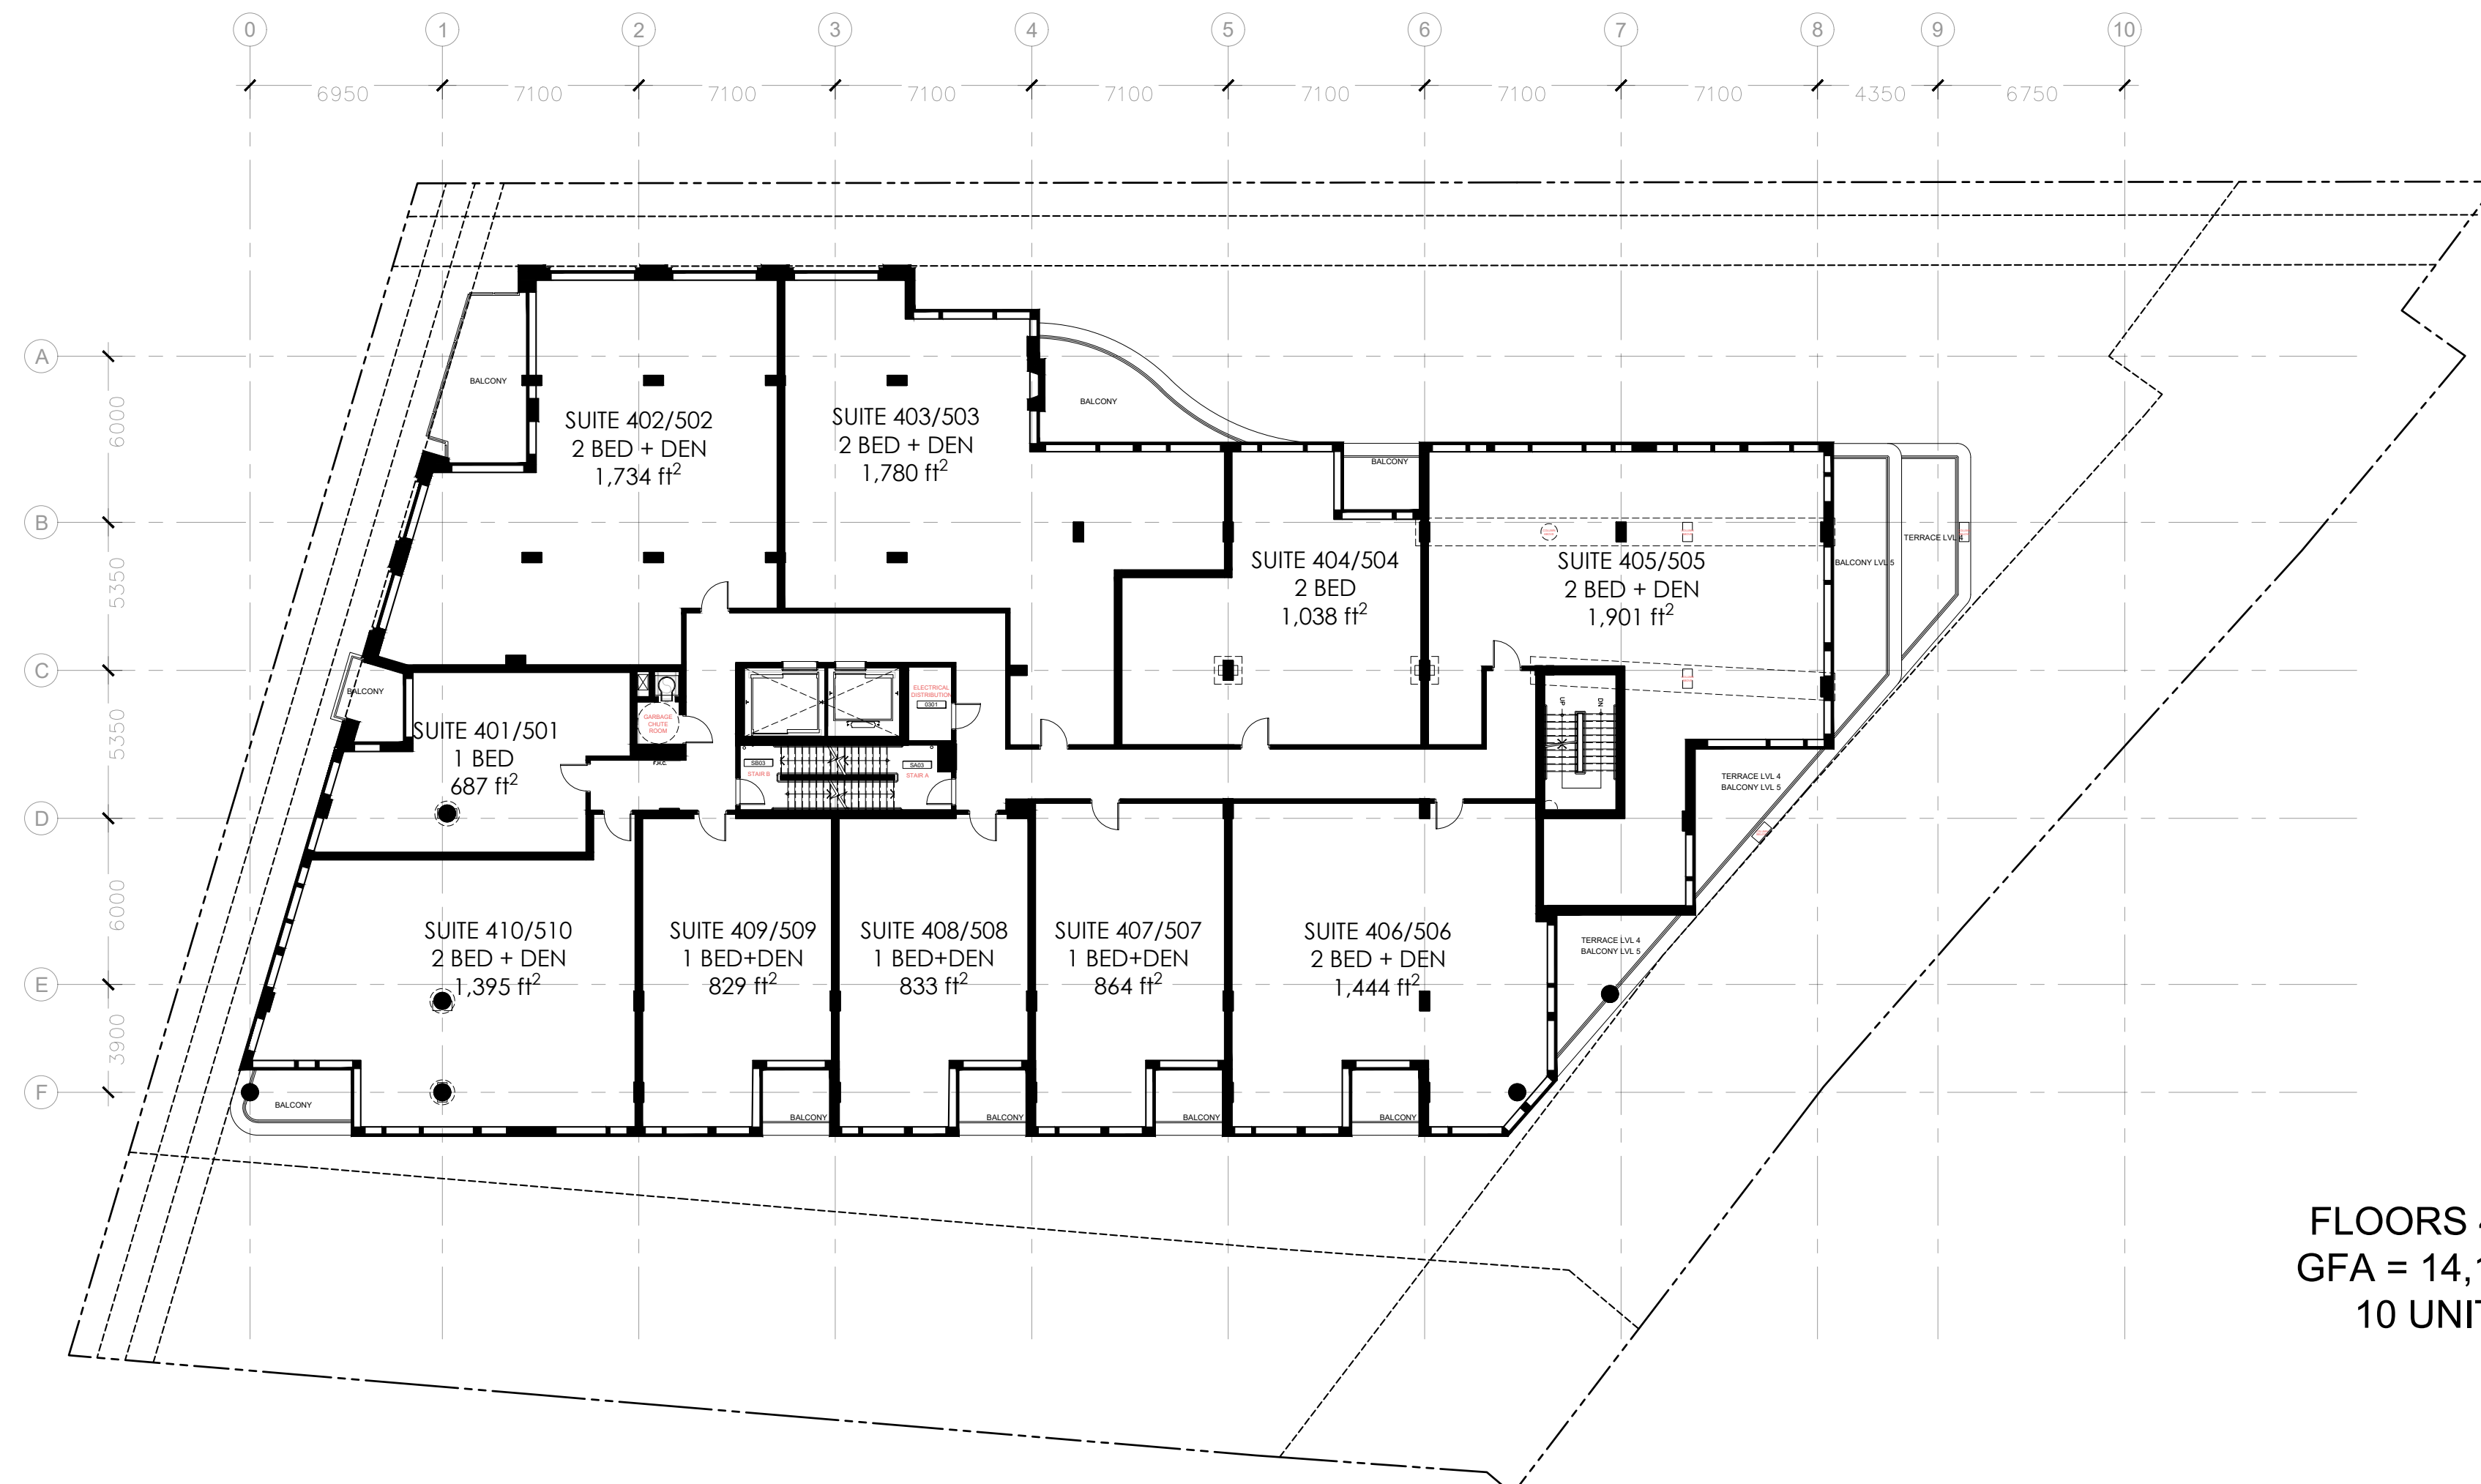 0 1 2 3 4 5 6 7 8 9 10
6950 7100 7100 7100 7100 7100 7100 7100 4350 6750
A
6000
B
5350
C
5350
D
6000
E
3900
F
BALCONY
SUITE 402/502
2 BED + DEN
1,734 ft²
SUITE 403/503
2 BED + DEN
1,780 ft²
BALCONY
BALCONY
SUITE 404/504
2 BED
1,038 ft²
SUITE 405/505
2 BED + DEN
1,901 ft²
BALCONY LVL 5
TERRACE LVL 4
BALCONY
SUITE 401/501
1 BED
687 ft²
GARBAGE
CHUTE
ROOM
F.H.C.
ELECTRICAL
DISTRIBUTION
0301
SB03
STAIR B
SA03
STAIR A
UP
DN
TERRACE LVL 4
BALCONY LVL 5
SUITE 410/510
2 BED + DEN
1,395 ft²
SUITE 409/509
1 BED+DEN
829 ft²
SUITE 408/508
1 BED+DEN
833 ft²
SUITE 407/507
1 BED+DEN
864 ft²
SUITE 406/506
2 BED + DEN
1,444 ft²
TERRACE LVL 4
BALCONY LVL 5
BALCONY
BALCONY
BALCONY
BALCONY
BALCONY
FLOORS
GFA = 14,1
10 UNI